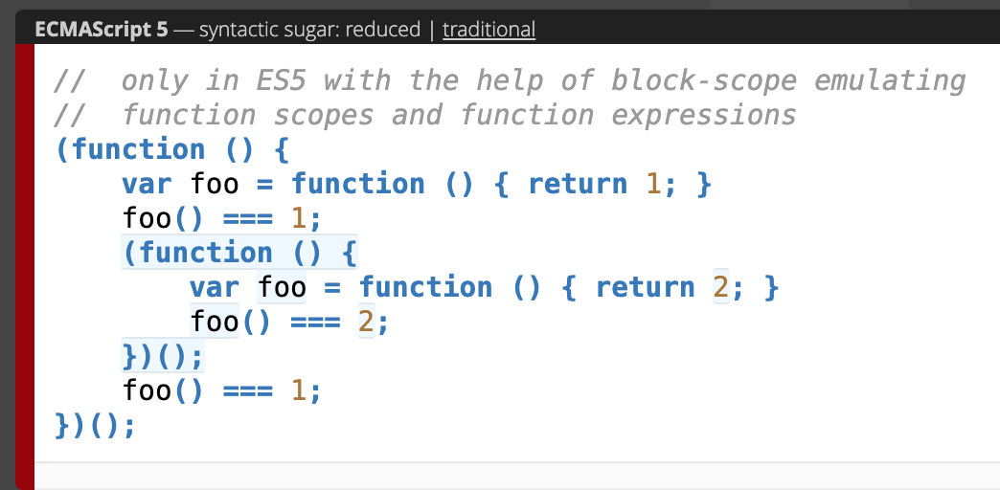 ECMAScript 5 — syntactic sugar: reduced | traditional
//  only in ES5 with the help of block-scope emulating
//  function scopes and function expressions
(function () {
    var foo = function () { return 1; }
    foo() === 1;
    (function () {
        var foo = function () { return 2; }
        foo() === 2;
    })();
    foo() === 1;
})();